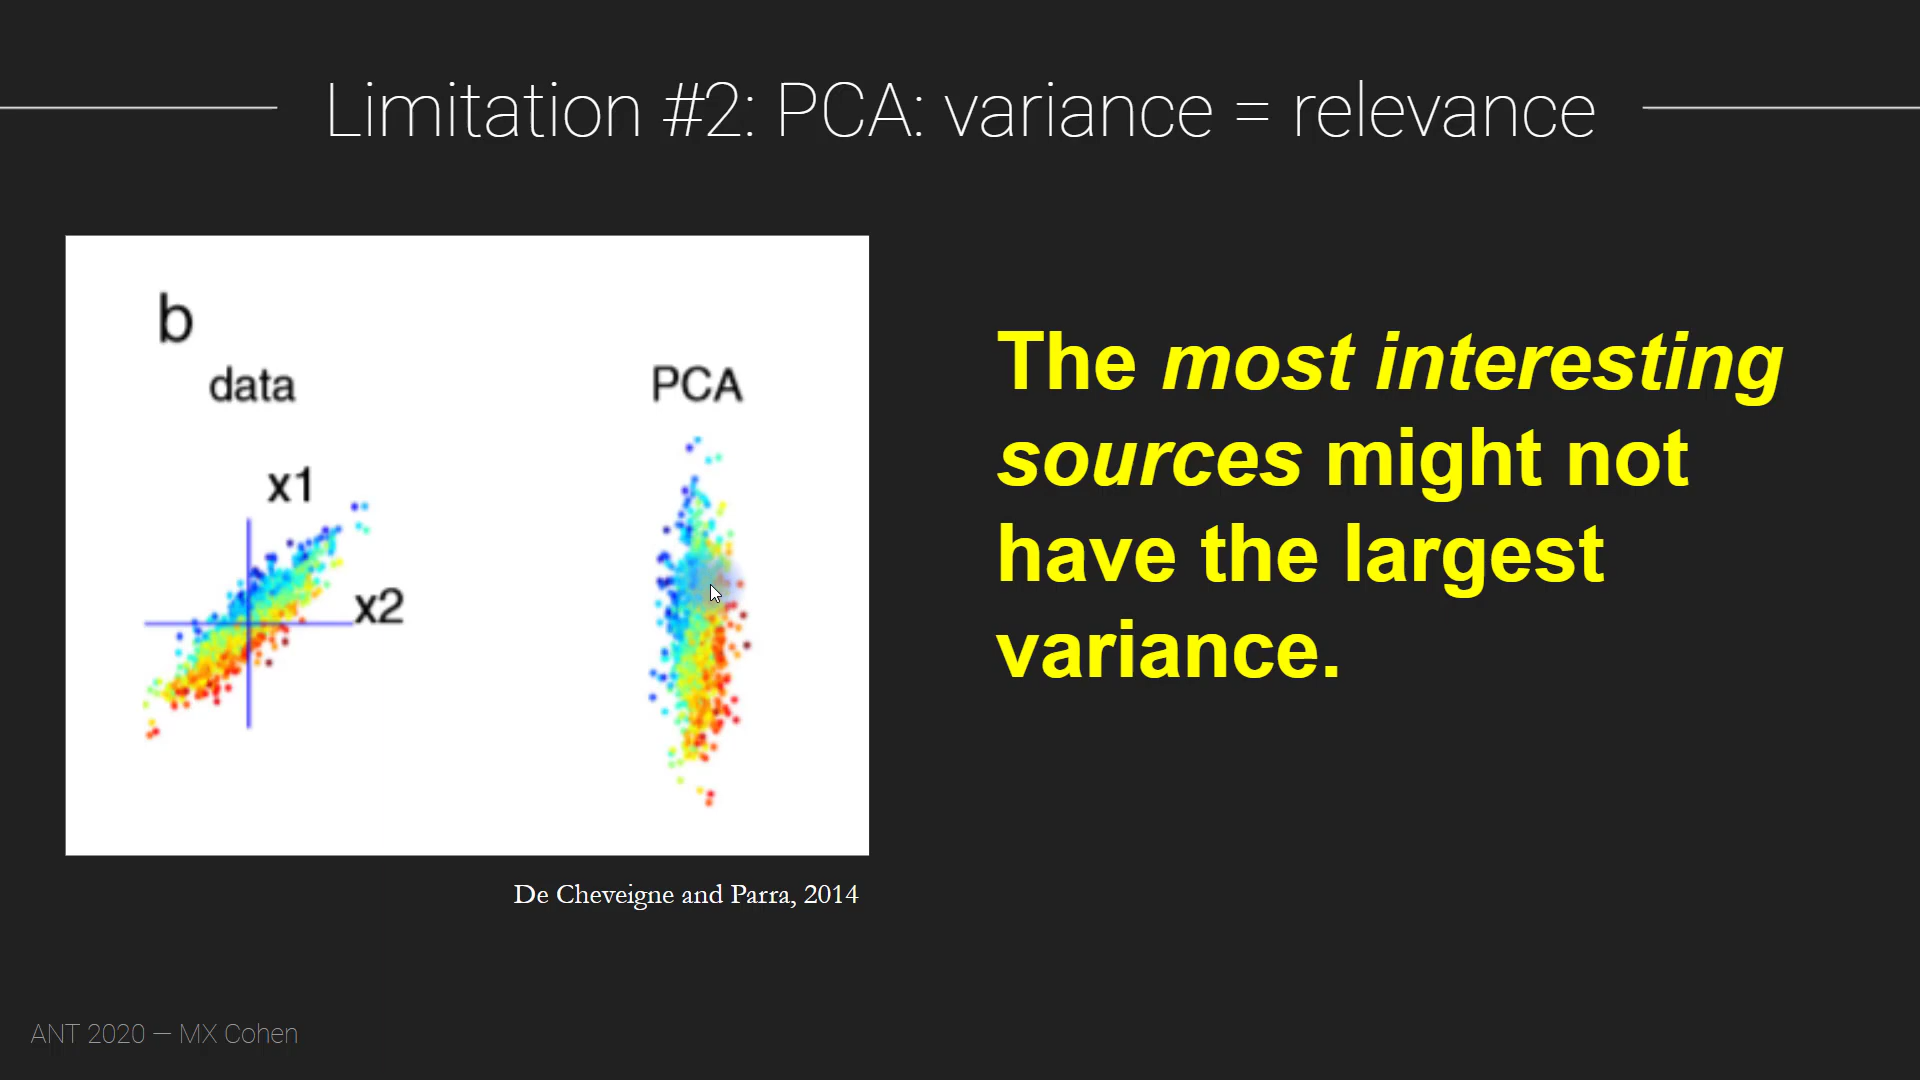 Limitation #2: PCA: variance = relevance
b
data
PCA
x1
x2
The most interesting
sources might not
have the largest
variance.
De Cheveigne and Parra, 2014
ANT 2020 — MX Cohen